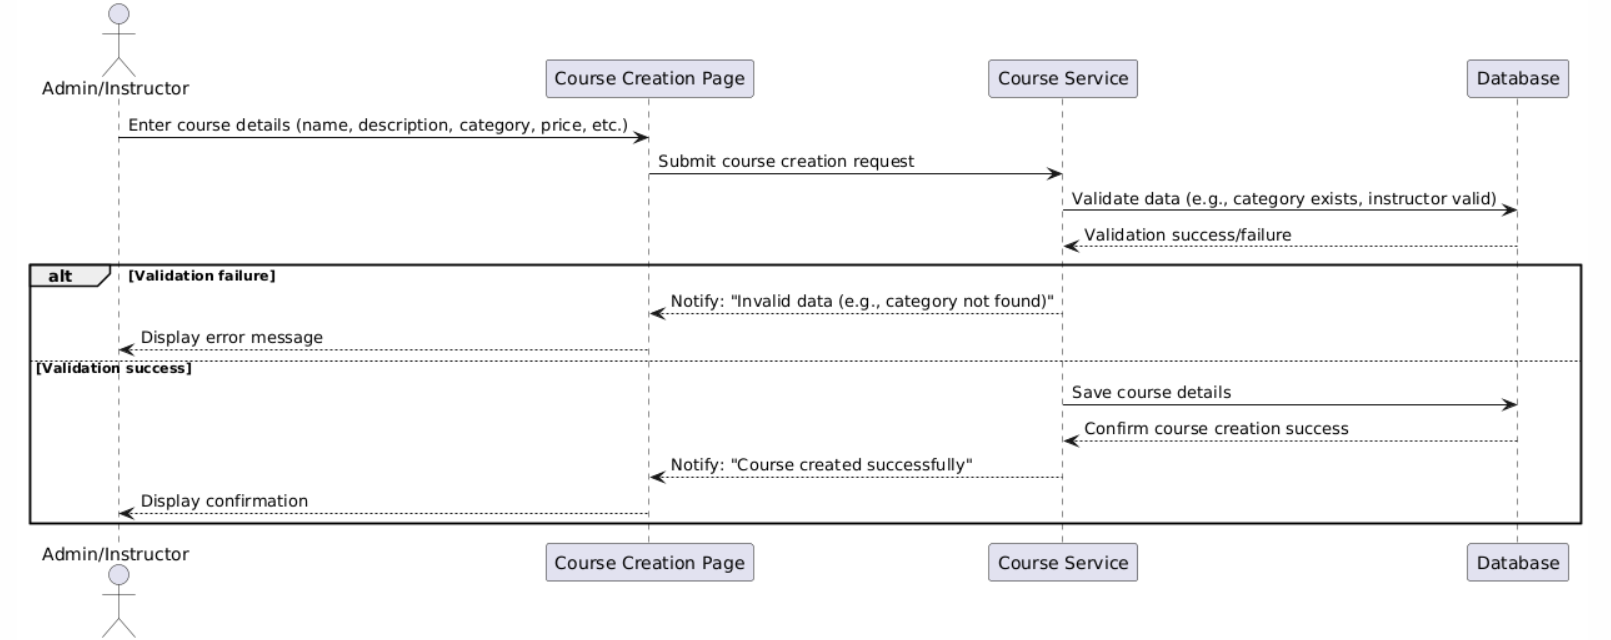 Admin/Instructor
Course Creation Page
Course Service
Database
Enter course details (name, description, category, price, etc.)
Submit course creation request
Validate data (e.g., category exists, instructor valid)
Validation success/failure
alt
[Validation failure]
Notify: "Invalid data (e.g., category not found)"
Display error message
[Validation success]
Save course details
Confirm course creation success
Notify: "Course created successfully"
Display confirmation
Admin/Instructor
Course Creation Page
Course Service
Database